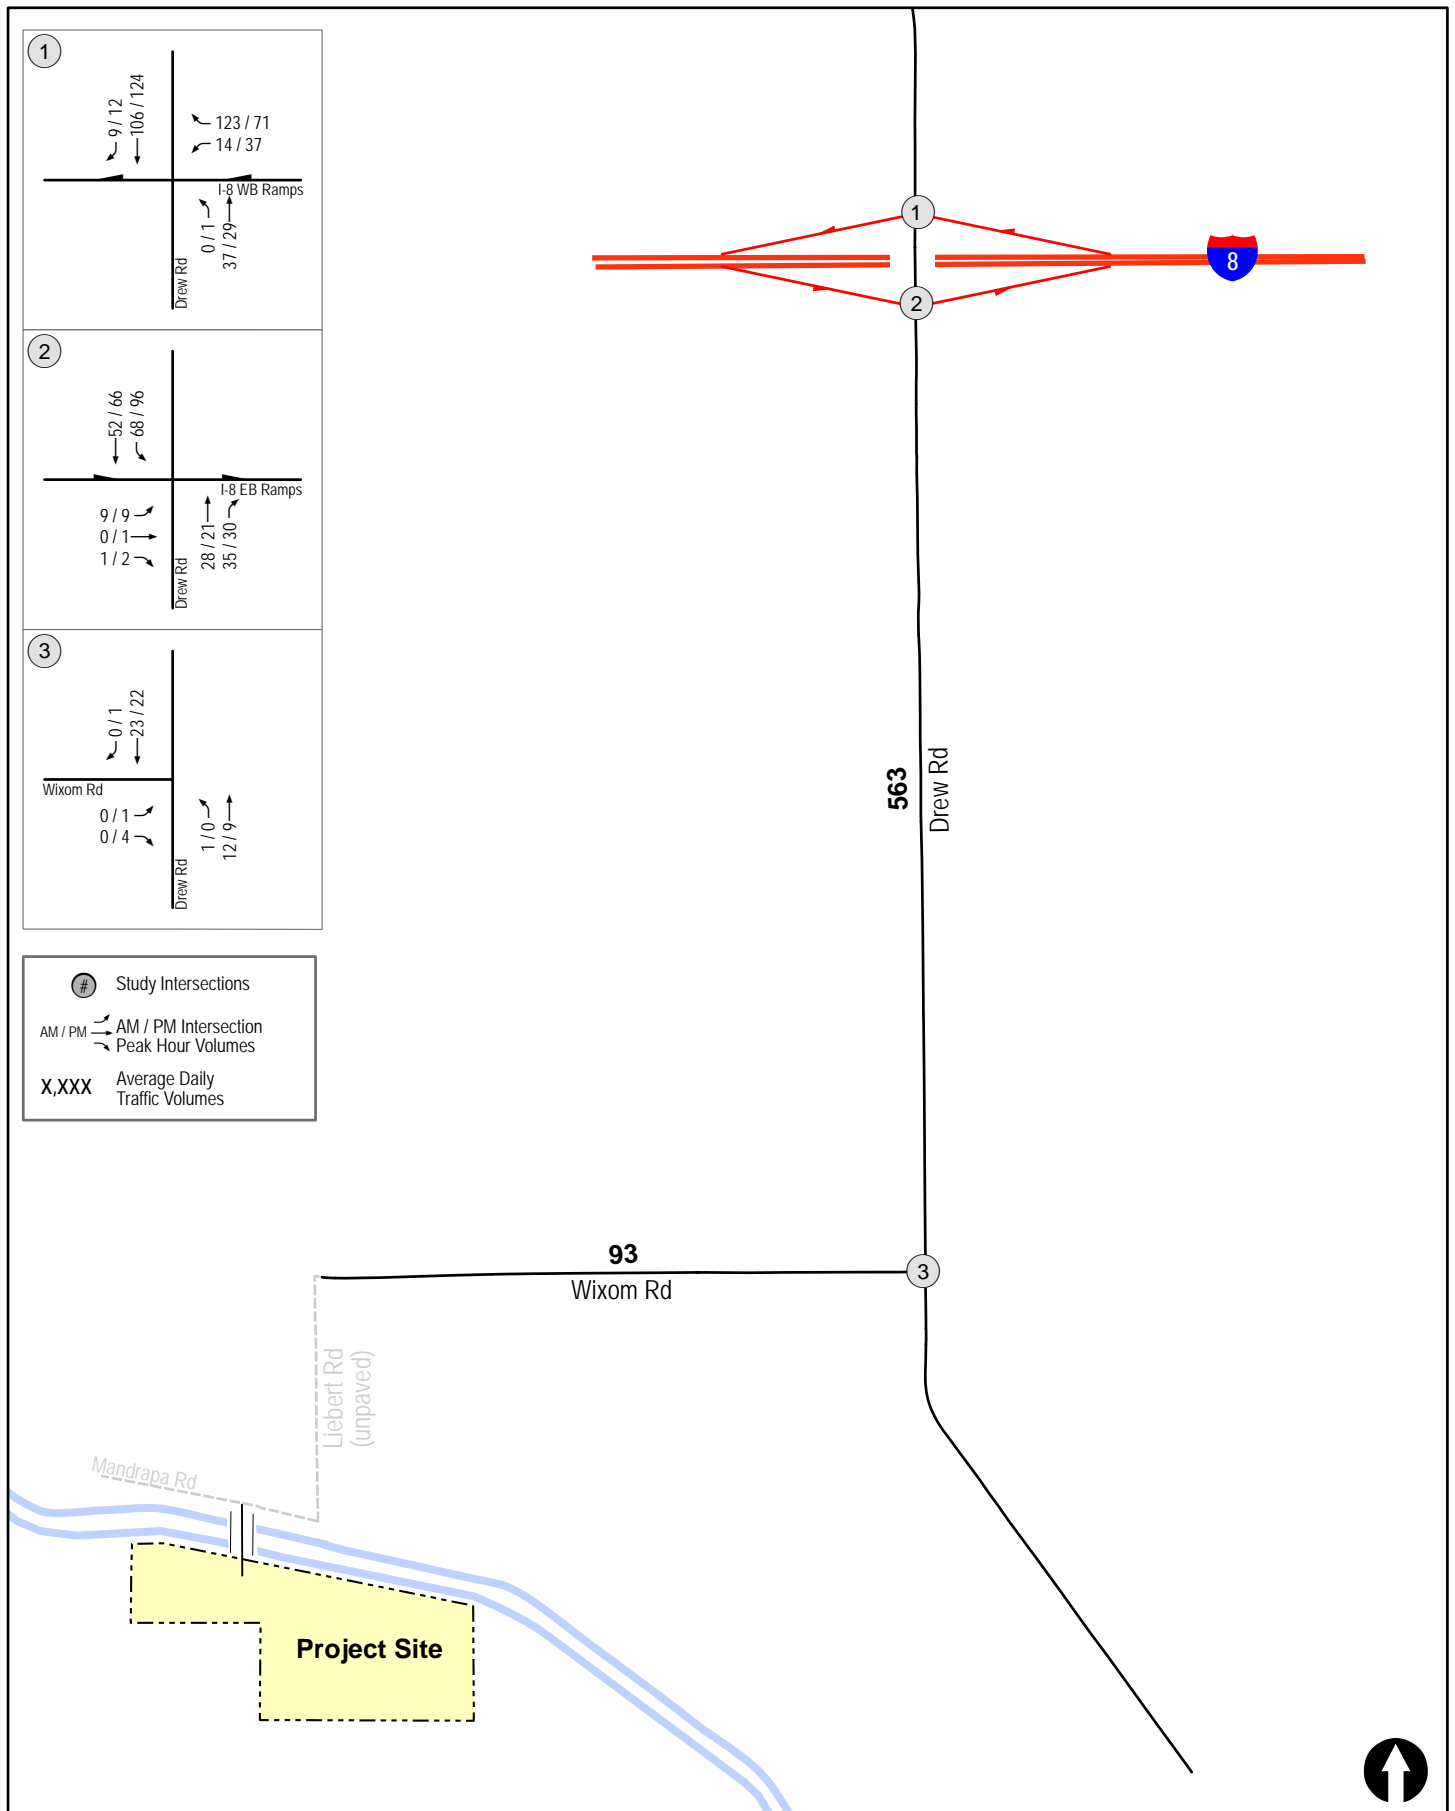 1
9 / 12
106 / 124
123 / 71
14 / 37
I-8 WB Ramps
0 / 1
37 / 29
Drew Rd
2
52 / 66
68 / 96
I-8 EB Ramps
9 / 9
0 / 1
1 / 2
28 / 21
35 / 30
Drew Rd
3
0 / 1
23 / 22
Wixom Rd
0 / 1
0 / 4
1 / 0
12 / 9
Drew Rd
# Study Intersections
AM / PM AM / PM Intersection
Peak Hour Volumes
X,XXX Average Daily
Traffic Volumes
1
8
2
563
Drew Rd
93
3
Wixom Rd
Liebert Rd
(unpaved)
Mandrapa Rd
Project Site